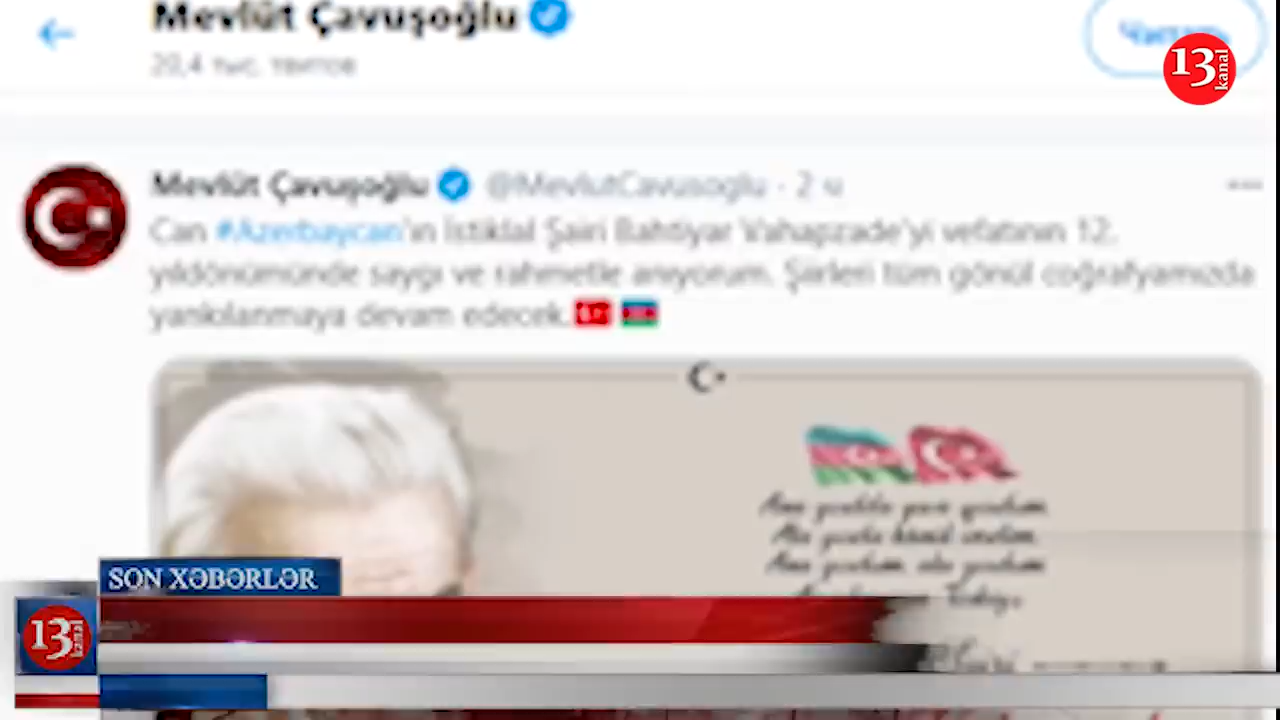 Mevlüt Çavuşoğlu
20,4 тыс. твитов
Читать
13 kanal
Mevlüt Çavuşoğlu @MevlutCavusoglu · 2 ч
Can #Azerbaycan'ın İstiklal Şairi Bahtiyar Vahapzade'yi vefatının 12.
yıldönümünde saygı ve rahmetle anıyorum. Şiirleri tüm gönül coğrafyamızda
yankılanmaya devam edecek.
SON XƏBƏRLƏR
13 kanal